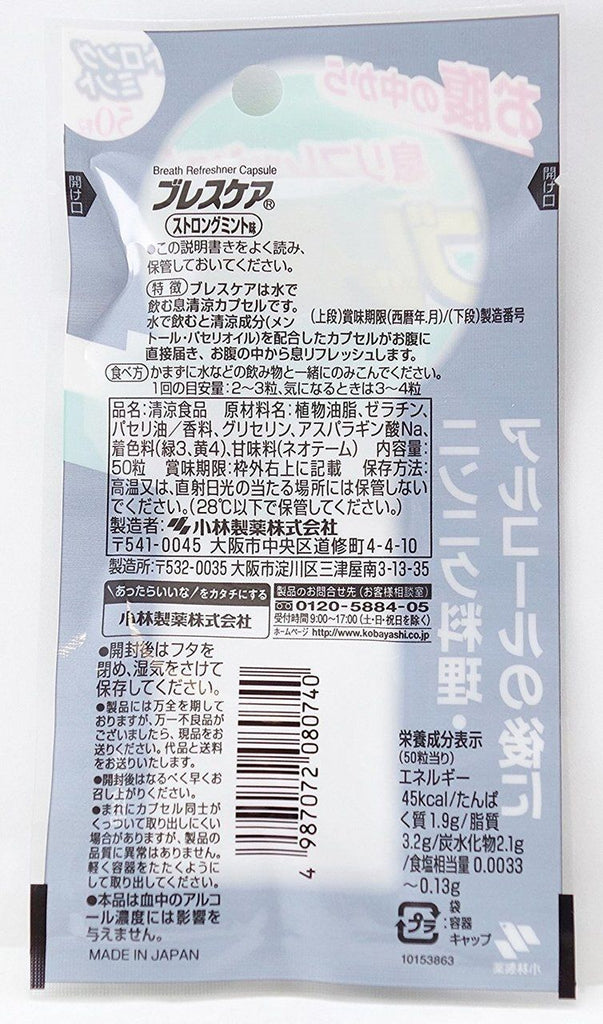 ストロング
ミント
50粒
お腹の中から
息リフレ
開け口
開け口
Breath Refreshner Capsule
ブレスケア®
ストロングミント味
●この説明書きをよく読み、
保管しておいてください。
(特徴)ブレスケアは水で
飲む息清涼カプセルです。
水で飲むと清涼成分(メン
トール・パセリオイル)を配合したカプセルがお腹に
直接届き、お腹の中から息リフレッシュします。
(上段)賞味期限(西暦年.月)/(下段)製造番号
(食べ方)かまずに水などの飲み物と一緒にのみこんでください。
1回の目安量:2〜3粒、気になるときは3〜4粒
品名:清涼食品 原材料名:植物油脂、ゼラチン、
パセリ油/香料、グリセリン、アスパラギン酸Na、
着色料(緑3、黄4)、甘味料(ネオテーム) 内容量:
50粒 賞味期限:枠外右上に記載 保存方法:
高温又は、直射日光の当たる場所には保管しない
でください。(28℃以下で保管してください。)
製造者:小林製薬株式会社
〒541-0045 大阪市中央区道修町4-4-10
製造所:〒532-0035 大阪市淀川区三津屋南3-13-35
"あったらいいな"をカタチにする
小林製薬株式会社
製品のお問合せ先(お客様相談室)
0120-5884-05
受付時間9:00〜17:00(土・日・祝日を除く)
ホームページ http://www.kobayashi.co.jp
アルコールの後に
ニンニク料理・
●開封後はフタを
閉め、湿気をさけて
保存してください。
●製品には万全を期して
おりますが、万一不良品が
ございましたら、現品をお
送りください。代品と送料
をお送りいたします。
●開封後はなるべく早くお
召し上がりください。
●まれにカプセル同士が
くっついて取り出しにくい
場合がありますが、製品の
品質に異常はありません。
軽く容器をたたくようにし
て取り出してください。
●本品は血中のアルコ
ール濃度には影響を
与えません。
MADE IN JAPAN
4 987072 080740
栄養成分表示
(50粒当り)
エネルギー
45kcal/たんぱ
く質1.9g/脂質
3.2g/炭水化物2.1g
/食塩相当量0.0033
〜0.13g
プラ
袋
:容器
キャップ
10153863
小林製薬